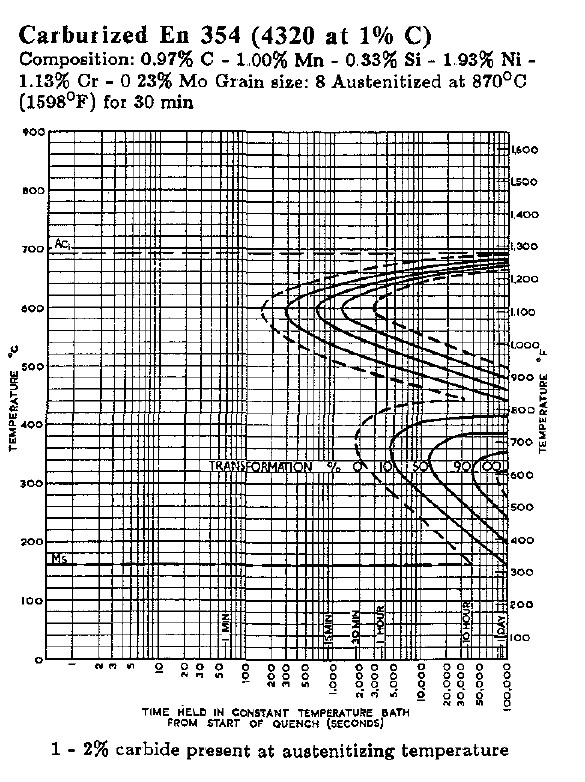 Carburized En 354 (4320 at 1% C)
Composition: 0.97% C - 1.00% Mn - 0.33% Si - 1.93% Ni -
1.13% Cr - 0 23% Mo Grain size: 8 Austenitized at 870°C
(1598°F) for 30 min
900
800
700
600
500
400
300
200
100
0
TEMPERATURE °C
1,600
1,500
1,400
1,300
1,200
1,100
1,000
900
800
700
600
500
400
300
200
100
TEMPERATURE °F
Ac₁
TRANSFORMATION % 0 10 50 90 100
Ms
1 MIN
15 MIN
30 MIN
1 HOUR
10 HOUR
1 DAY
1 2 3 5 10 20 30 50 100 200 300 500 1,000 2,000 3,000 5,000 10,000 20,000 30,000 50,000 100,000
TIME HELD IN CONSTANT TEMPERATURE BATH
FROM START OF QUENCH (SECONDS)
1 - 2% carbide present at austenitizing temperature